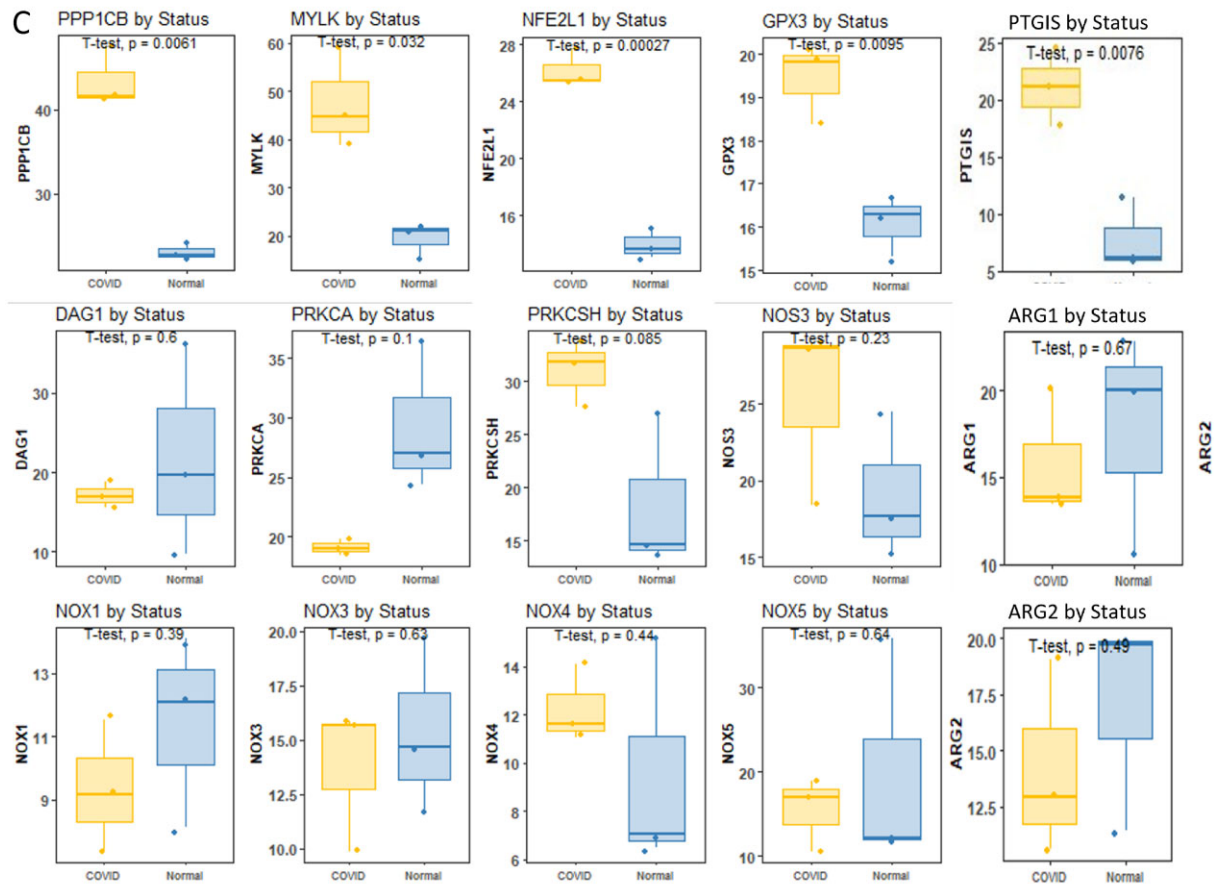 C
PPP1CB by Status
T-test, p = 0.0061
PPP1CB
40
30
COVID Normal
MYLK by Status
T-test, p = 0.032
MYLK
60
50
40
30
20
COVID Normal
NFE2L1 by Status
T-test, p = 0.00027
NFE2L1
28
24
20
16
COVID Normal
GPX3 by Status
T-test, p = 0.0095
GPX3
20
19
18
17
16
15
COVID Normal
PTGIS by Status
T-test, p = 0.0076
PTGIS
25
20
15
10
5
DAG1 by Status
T-test, p = 0.6
DAG1
30
20
10
COVID Normal
PRKCA by Status
T-test, p = 0.1
PRKCA
35
30
25
20
COVID Normal
PRKCSH by Status
T-test, p = 0.085
PRKCSH
30
25
20
15
COVID Normal
NOS3 by Status
T-test, p = 0.23
NOS3
25
20
15
COVID Normal
ARG1 by Status
T-test, p = 0.67
ARG1
20
15
10
COVID Normal
ARG2
NOX1 by Status
T-test, p = 0.39
NOX1
13
11
9
COVID Normal
NOX3 by Status
T-test, p = 0.63
NOX3
20.0
17.5
15.0
12.5
10.0
COVID Normal
NOX4 by Status
T-test, p = 0.44
NOX4
14
12
10
8
6
COVID Normal
NOX5 by Status
T-test, p = 0.64
NOX5
30
20
10
COVID Normal
ARG2 by Status
T-test, p = 0.49
ARG2
20.0
17.5
15.0
12.5
COVID Normal